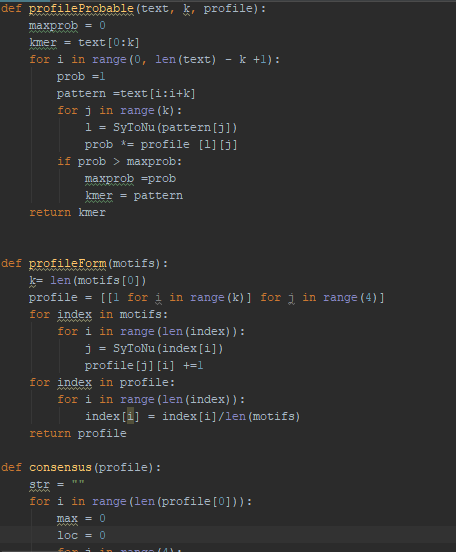 def profileProbable(text, k, profile):
    maxprob = 0
    kmer = text[0:k]
    for i in range(0, len(text) - k +1):
        prob =1
        pattern =text[i:i+k]
        for j in range(k):
            l = SyToNu(pattern[j])
            prob *= profile [l][j]
        if prob > maxprob:
            maxprob =prob
            kmer = pattern
    return kmer
def profileForm(motifs):
    k= len(motifs[0])
    profile = [[1 for i in range(k)] for j in range(4)]
    for index in motifs:
        for i in range(len(index)):
            j = SyToNu(index[i])
            profile[j][i] +=1
    for index in profile:
        for i in range(len(index)):
            index[i] = index[i]/len(motifs)
    return profile
def consensus(profile):
    str = ""
    for i in range(len(profile[0])):
        max = 0
        loc = 0
        for j in range(4):